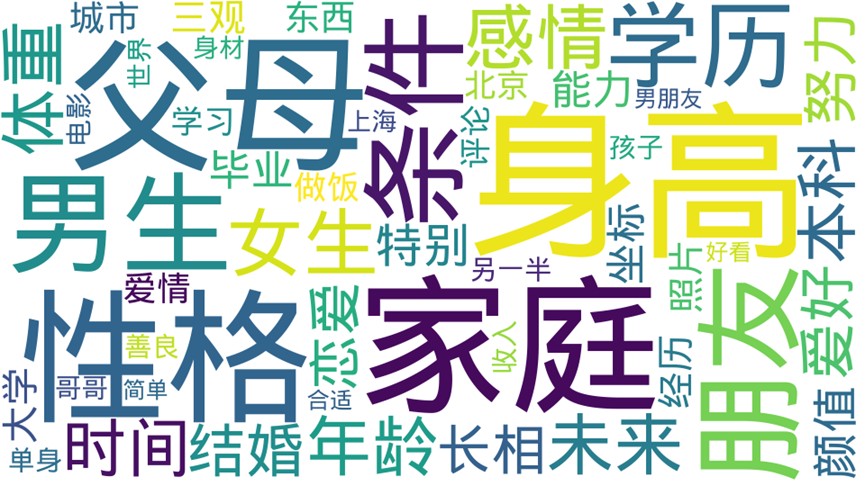 城市
三观
东西
体重
世界
身材
父母
条件
感情
学历
努力
电影
学习
上海
北京
能力
男朋友
评论
孩子
毕业
做饭
身高
本科
男生
女生
特别
坐标
另一半
照片
好看
爱情
性格
恋爱
家庭
朋友
爱好
善良
收入
经历
大学
哥哥
简单
合适
单身
时间
结婚
年龄
长相
未来
颜值